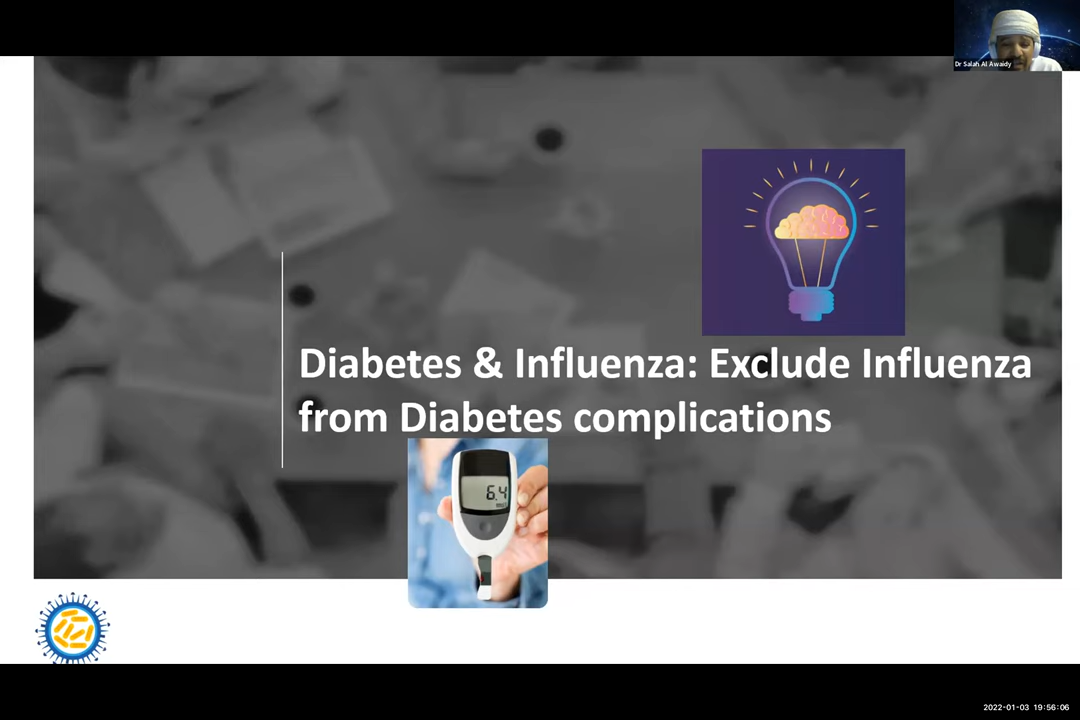 Dr Salah Al Awaidy
Diabetes & Influenza: Exclude Influenza
from Diabetes complications
6.4
2022-01-03 19:56:06